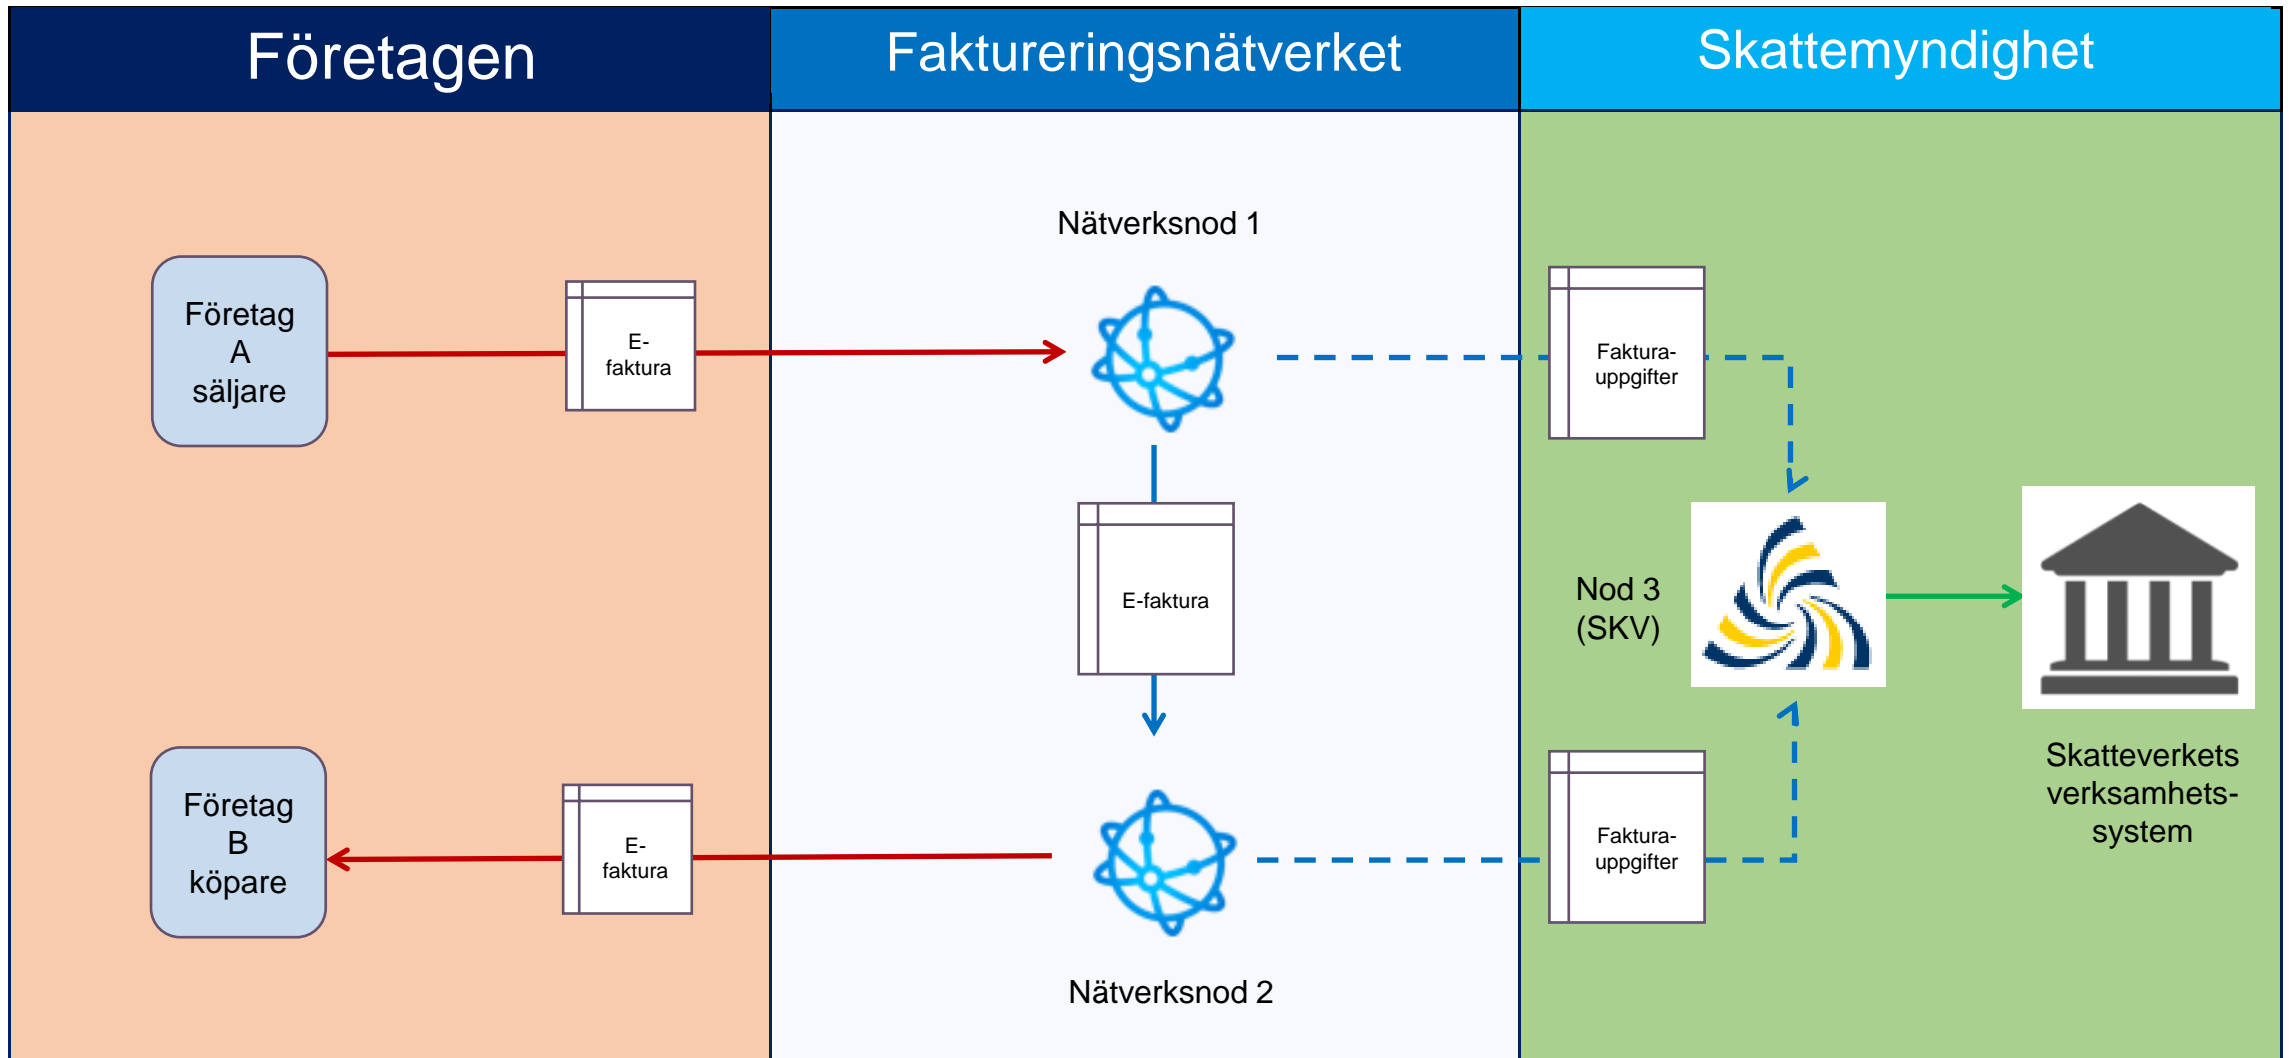 Företagen
Faktureringsnätverket
Skattemyndighet
Nätverksnod 1
Företag
A
säljare
E-
faktura
Faktura-
uppgifter
E-faktura
Nod 3
(SKV)
Skatteverkets
verksamhets-
system
Företag
B
köpare
E-
faktura
Faktura-
uppgifter
Nätverksnod 2